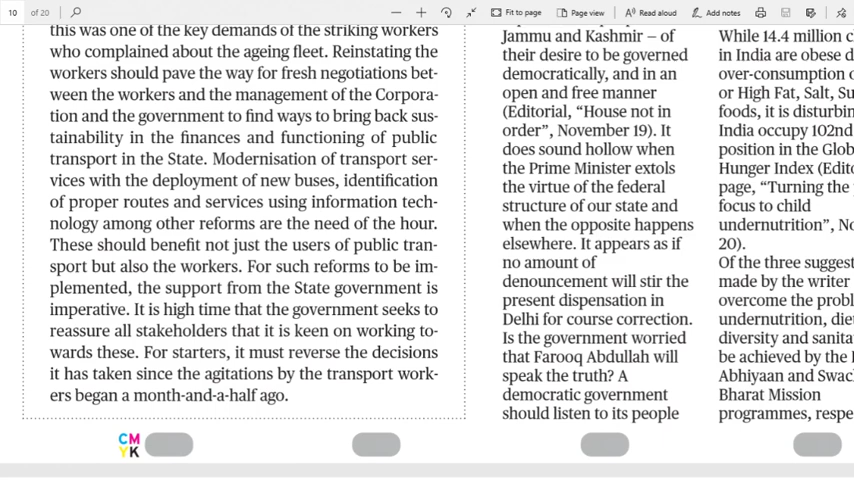 10 of 20
Fit to page
Page view
Read aloud
Add notes
this was one of the key demands of the striking workers
who complained about the ageing fleet. Reinstating the
workers should pave the way for fresh negotiations bet-
ween the workers and the management of the Corpora-
tion and the government to find ways to bring back sus-
tainability in the finances and functioning of public
transport in the State. Modernisation of transport ser-
vices with the deployment of new buses, identification
of proper routes and services using information tech-
nology among other reforms are the need of the hour.
These should benefit not just the users of public tran-
sport but also the workers. For such reforms to be im-
plemented, the support from the State government is
imperative. It is high time that the government seeks to
reassure all stakeholders that it is keen on working to-
wards these. For starters, it must reverse the decisions
it has taken since the agitations by the transport work-
ers began a month-and-a-half ago.
Jammu and Kashmir – of
their desire to be governed
democratically, and in an
open and free manner
(Editorial, “House not in
order”, November 19). It
does sound hollow when
the Prime Minister extols
the virtue of the federal
structure of our state and
when the opposite happens
elsewhere. It appears as if
no amount of
denouncement will stir the
present dispensation in
Delhi for course correction.
Is the government worried
that Farooq Abdullah will
speak the truth? A
democratic government
should listen to its people
While 14.4 million c
in India are obese d
over-consumption o
or High Fat, Salt, Su
foods, it is disturbin
India occupy 102nd
position in the Glob
Hunger Index (Edito
page, “Turning the
focus to child
undernutrition”, No
20).
Of the three suggest
made by the writer
overcome the probl
undernutrition, die
diversity and sanita
be achieved by the
Abhiyaan and Swac
Bharat Mission
programmes, respe
CM
YK